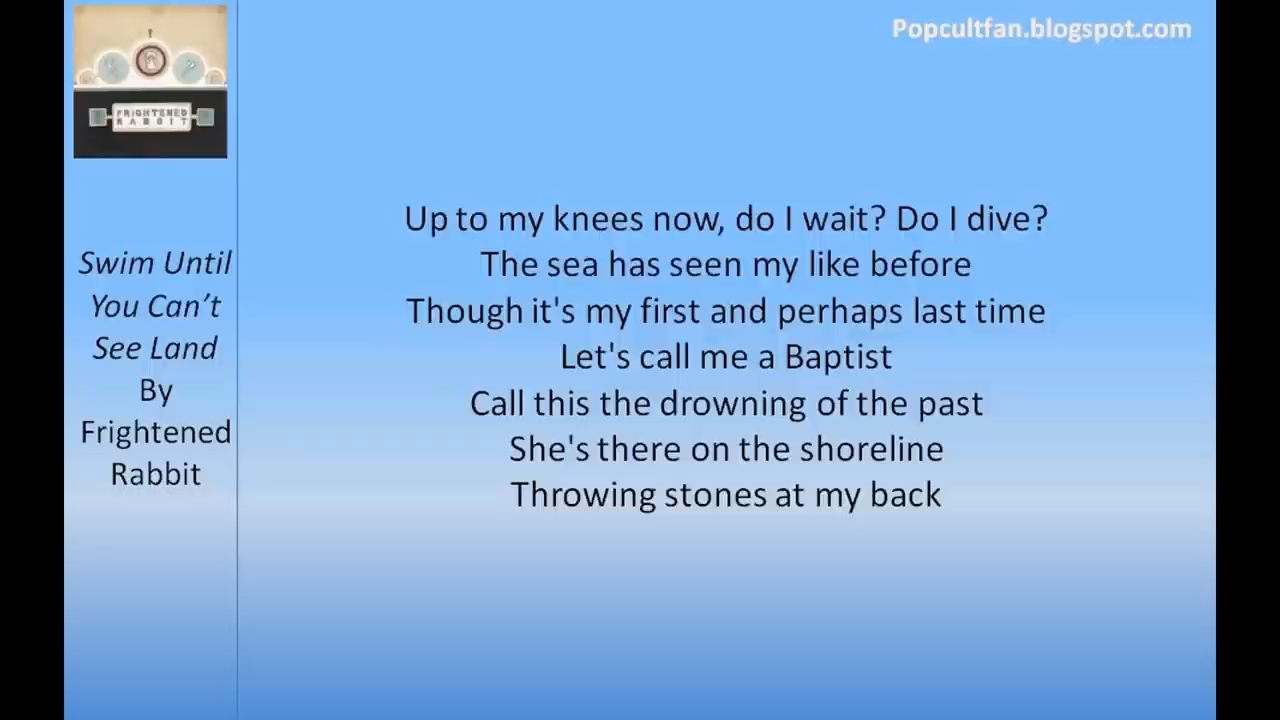 Popcultfan.blogspot.com
FRIGHTENED
RABBIT
Swim Until
You Can’t
See Land
By
Frightened
Rabbit
Up to my knees now, do I wait? Do I dive?
The sea has seen my like before
Though it's my first and perhaps last time
Let's call me a Baptist
Call this the drowning of the past
She's there on the shoreline
Throwing stones at my back